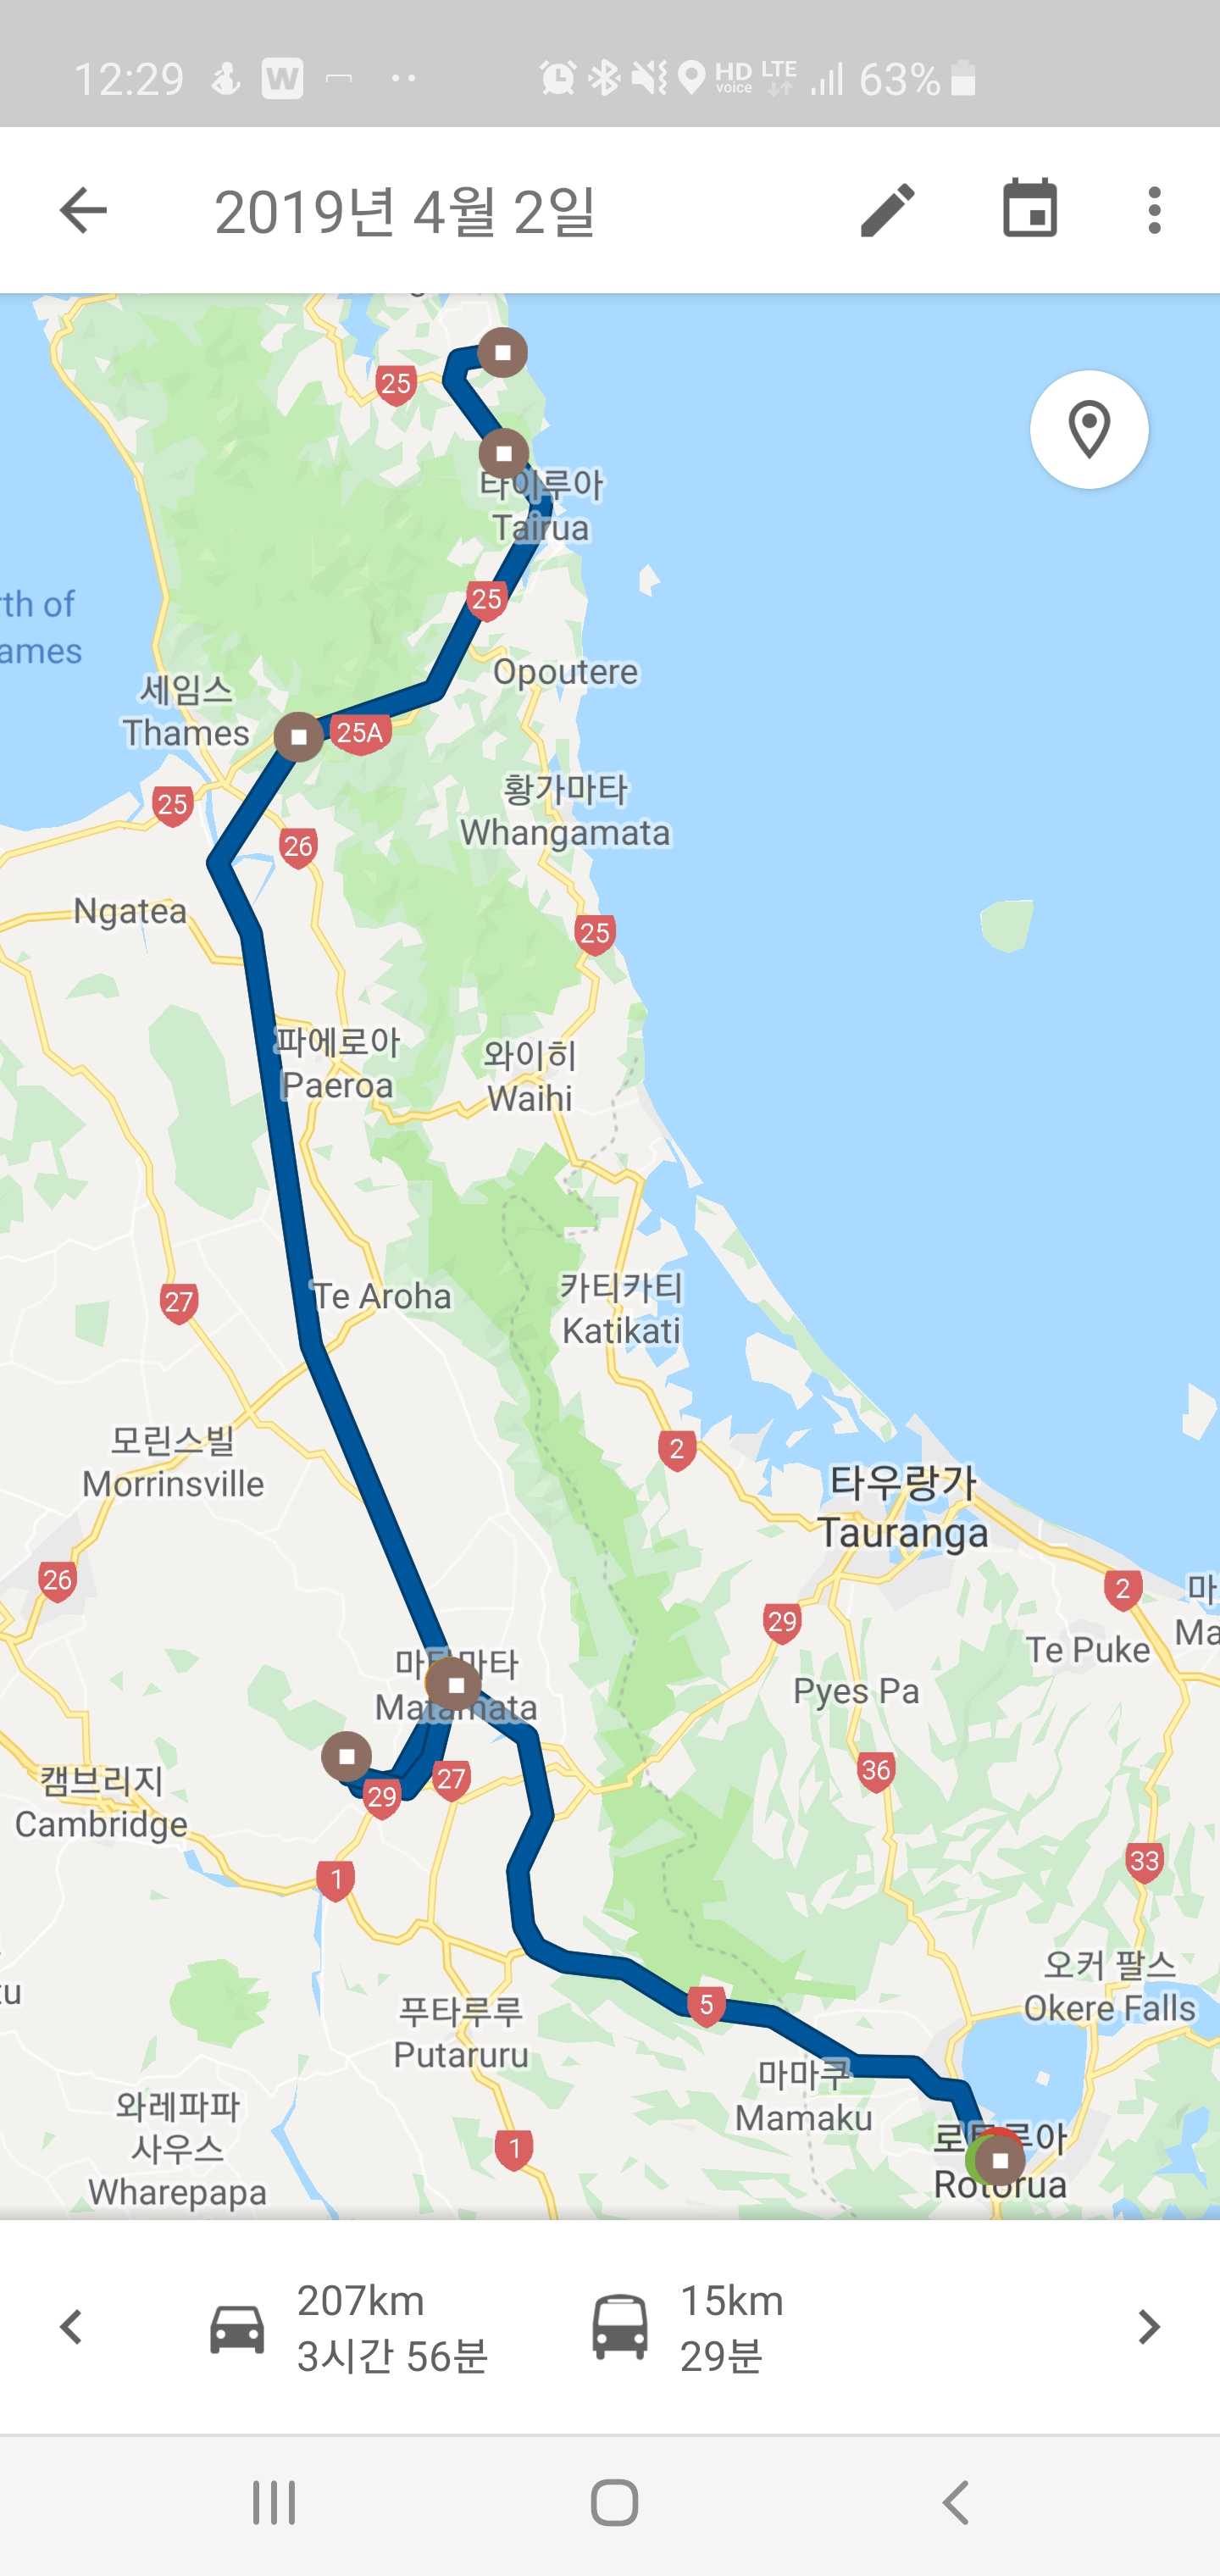 12:29 W HD voice LTE 63%
2019년 4월 2일
25
타이루아
Tairua
25
th of
ames
Opoutere
세임스
Thames
25A
황가마타
Whangamata
25
26
Ngatea
25
파에로아
Paeroa
와이히
Waihi
Te Aroha
카티카티
Katikati
27
모린스빌
Morrinsville
2
타우랑가
Tauranga
26
2
마
Ma
29
Te Puke
마타마타
Matamata
Pyes Pa
캠브리지
Cambridge
29
27
36
1
33
오커 팔스
Okere Falls
푸타루루
Putaruru
5
마마쿠
Mamaku
와레파파
사우스
Wharepapa
1
로토루아
Rotorua
207km
3시간 56분
15km
29분